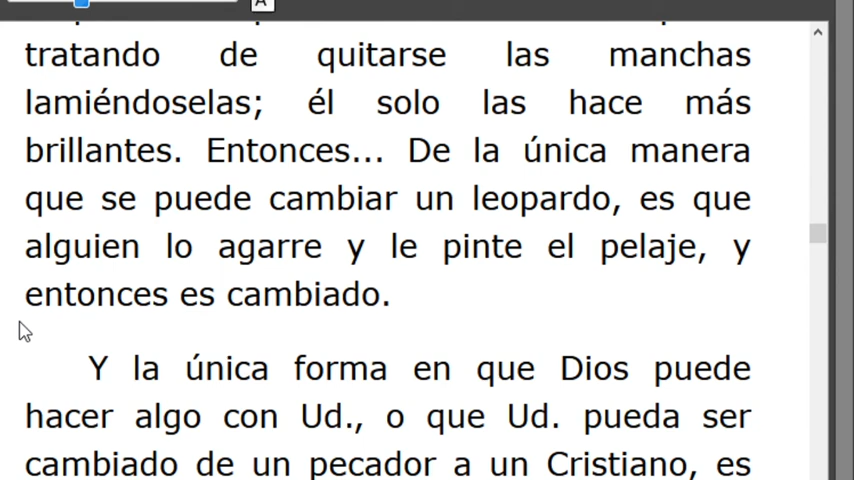 A
tratando de quitarse las manchas
lamiéndoselas; él solo las hace más
brillantes. Entonces... De la única manera
que se puede cambiar un leopardo, es que
alguien lo agarre y le pinte el pelaje, y
entonces es cambiado.
Y la única forma en que Dios puede
hacer algo con Ud., o que Ud. pueda ser
cambiado de un pecador a un Cristiano, es